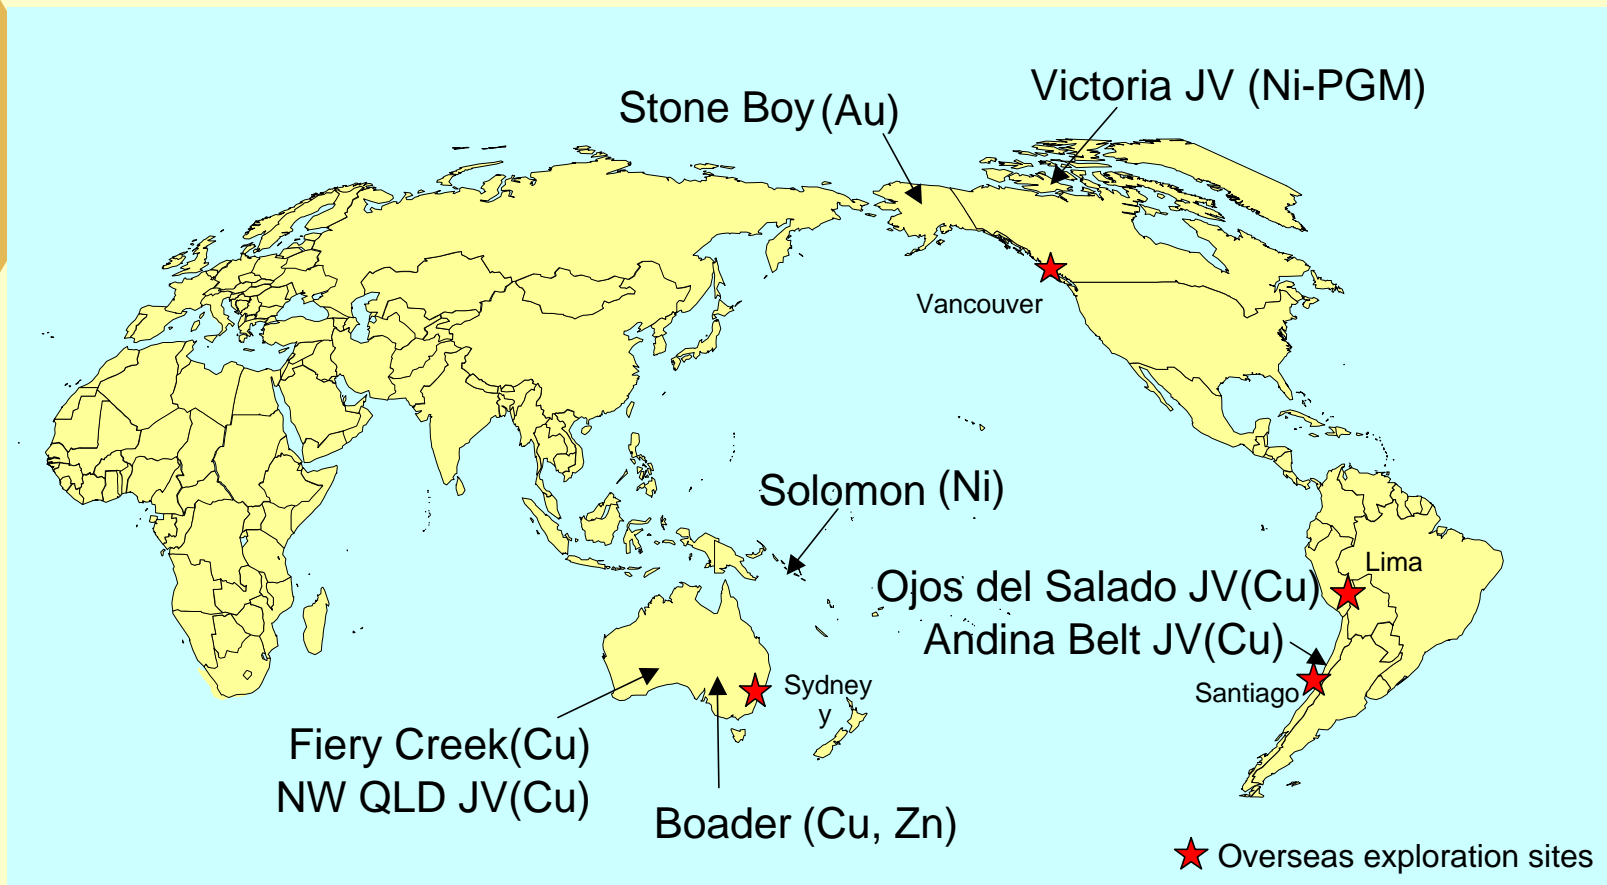 Victoria JV (Ni-PGM)
Stone Boy (Au)
Vancouver
Solomon (Ni)
Lima
Ojos del Salado JV(Cu)
Andina Belt JV(Cu)
Santiago
Sydney
y
Fiery Creek(Cu)
NW QLD JV(Cu)
Boader (Cu, Zn)
Overseas exploration sites